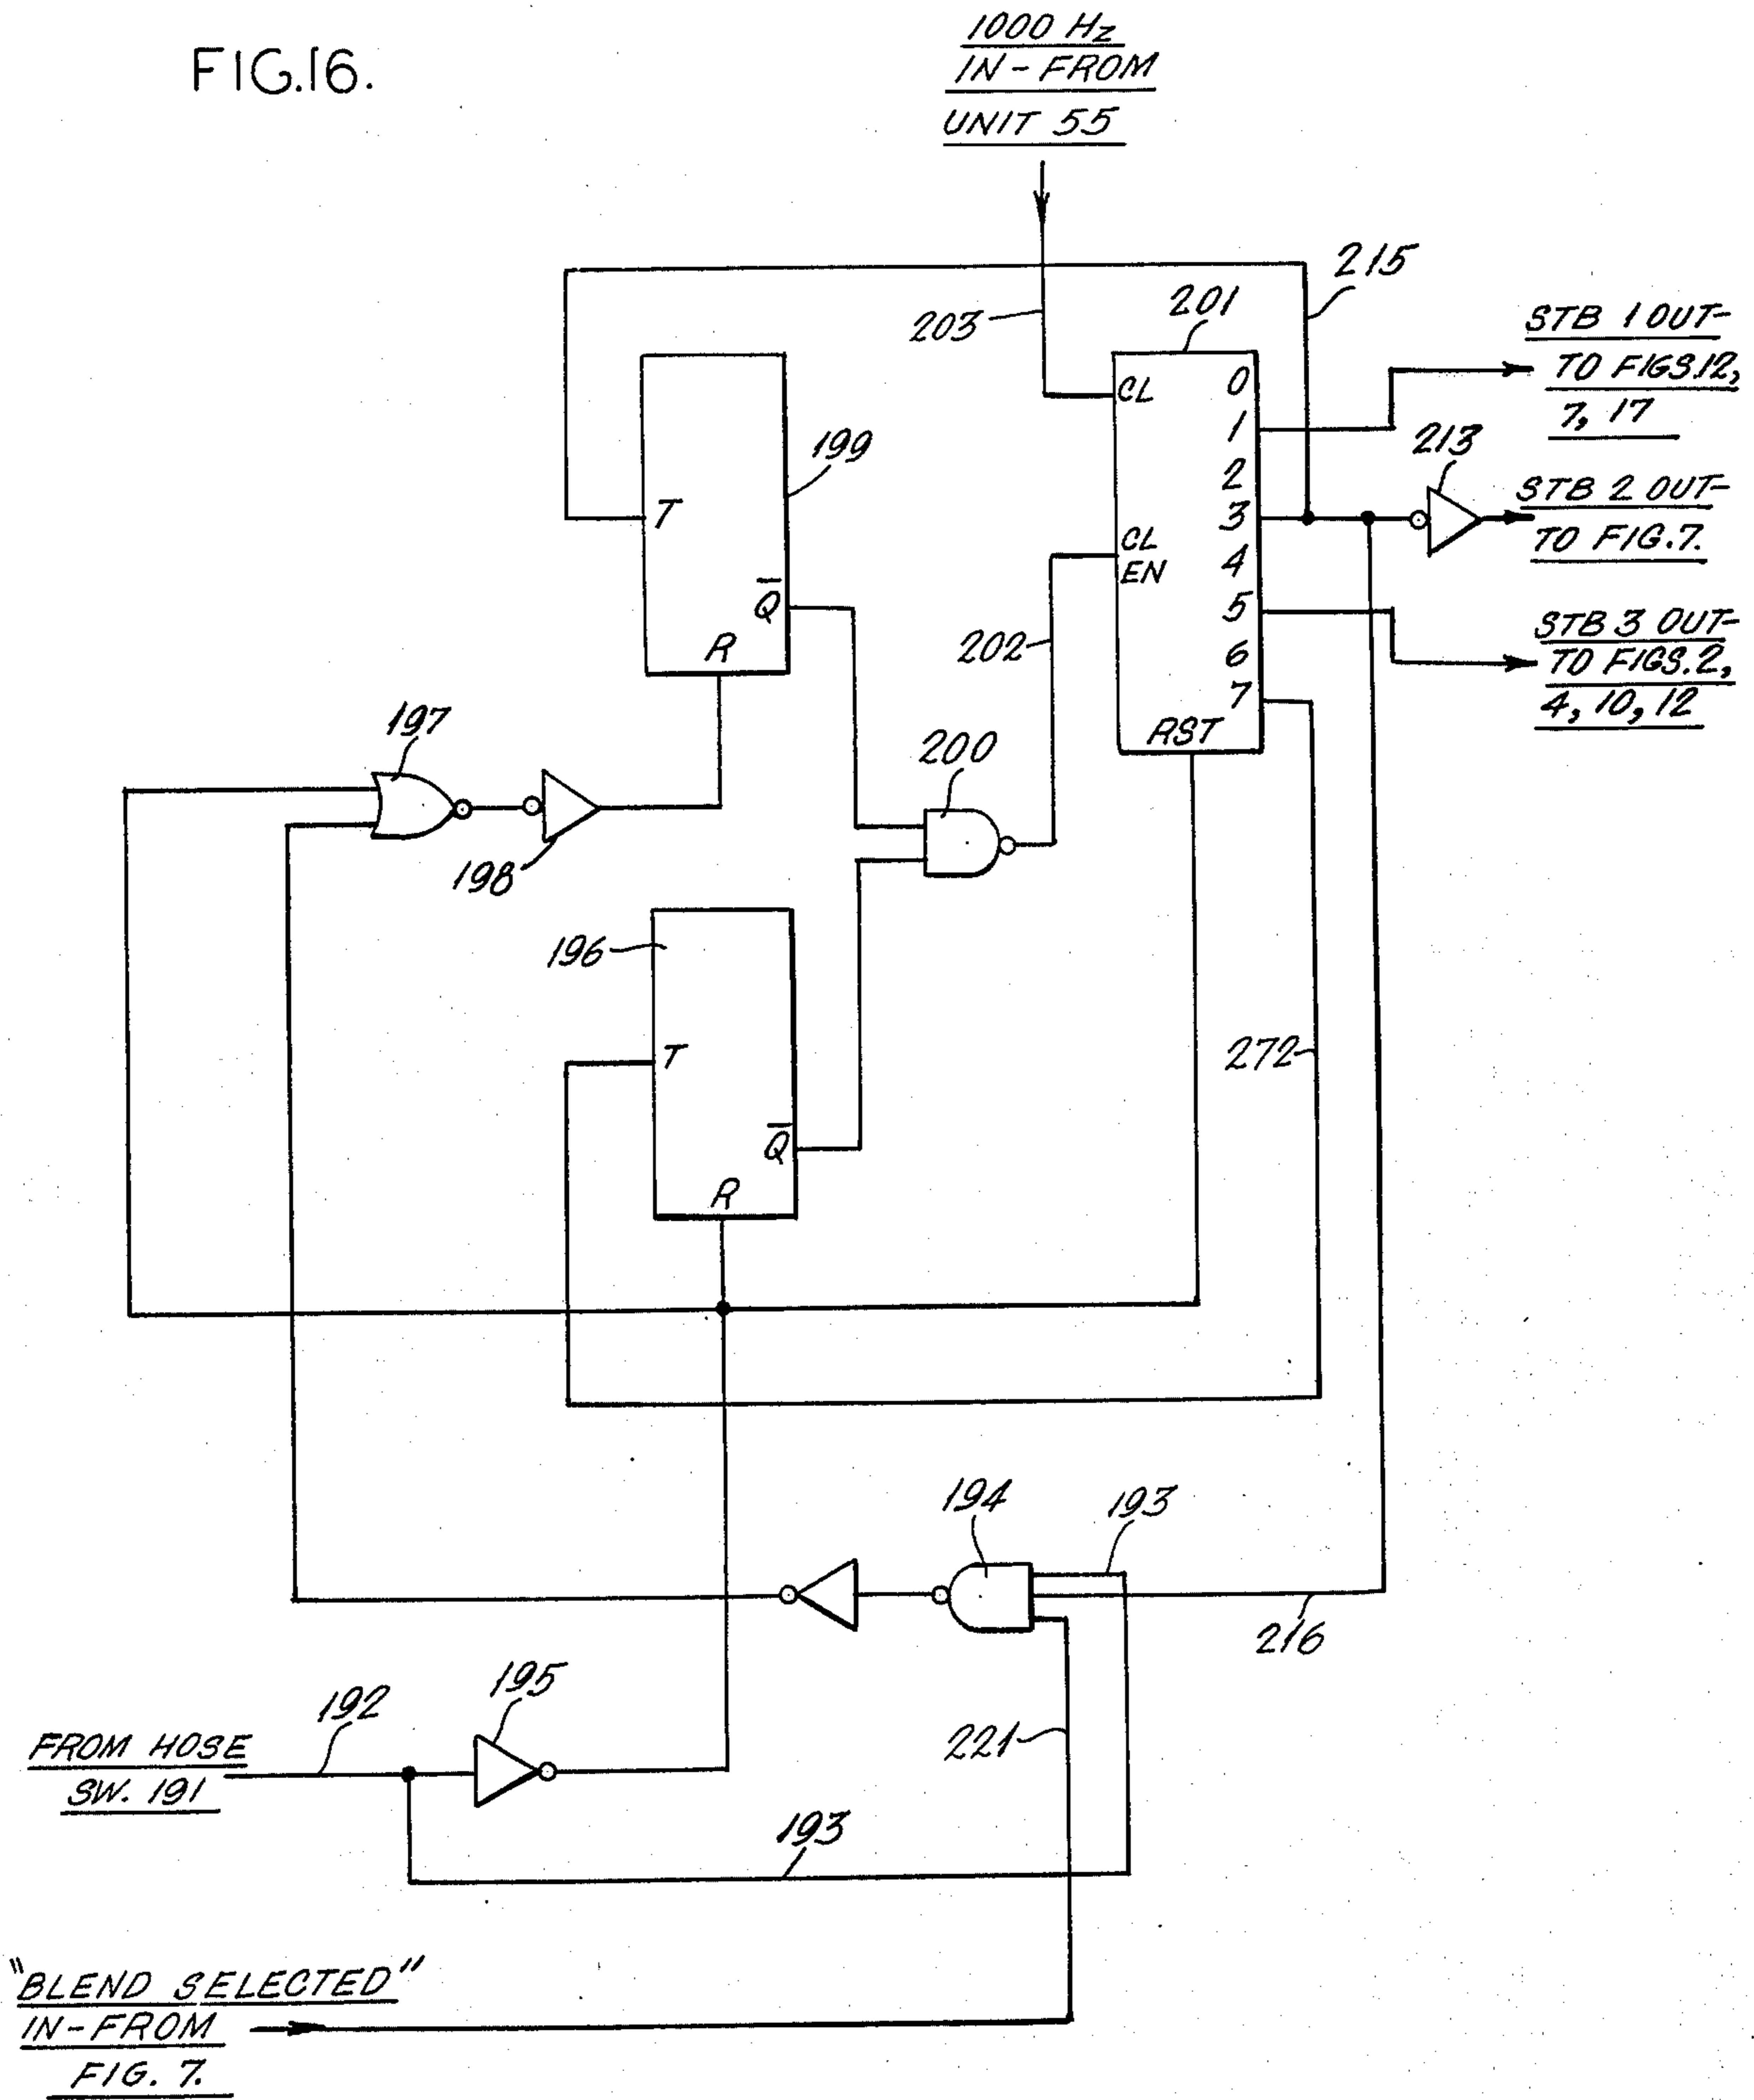 FIG.16.
1000 Hz
IN-FROM
UNIT 55
215
203
201
STB 1 OUT-
TO FIGS.12,
7, 17
CL
0
1
2
3
4
5
6
7
213
199
T
STB 2 OUT-
TO FIG.7.
CL
EN
Q
R
202
STB 3 OUT-
TO FIGS.2,
4, 10, 12
RST
197
200
198
196
T
272
Q
R
194
193
216
195
192
221
FROM HOSE
SW. 191
193
"BLEND SELECTED"
IN-FROM
FIG. 7.